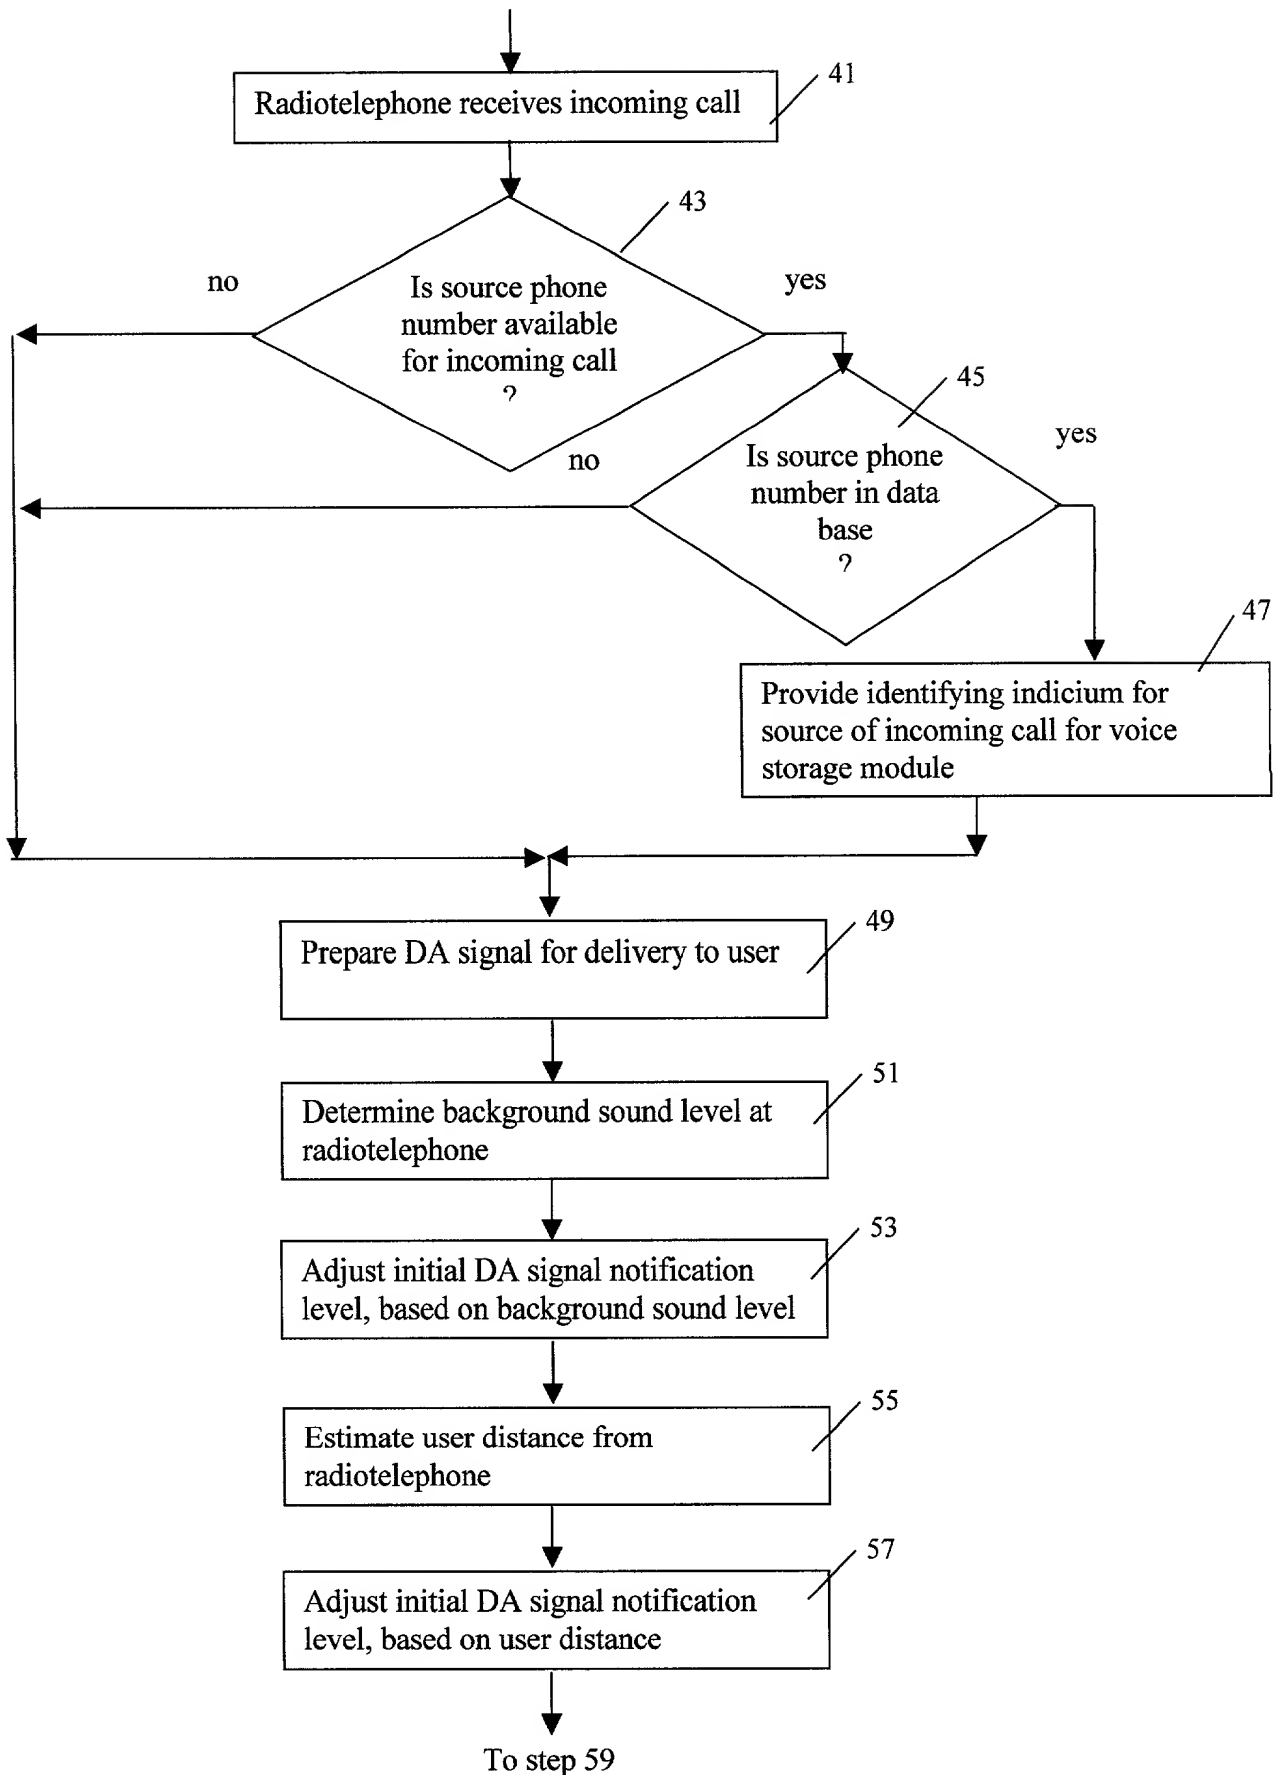 41
Radiotelephone receives incoming call
43
no
yes
Is source phone
number available
for incoming call
?
45
no
yes
Is source phone
number in data
base
?
47
Provide identifying indicium for
source of incoming call for voice
storage module
49
Prepare DA signal for delivery to user
51
Determine background sound level at
radiotelephone
53
Adjust initial DA signal notification
level, based on background sound level
55
Estimate user distance from
radiotelephone
57
Adjust initial DA signal notification
level, based on user distance
To step 59